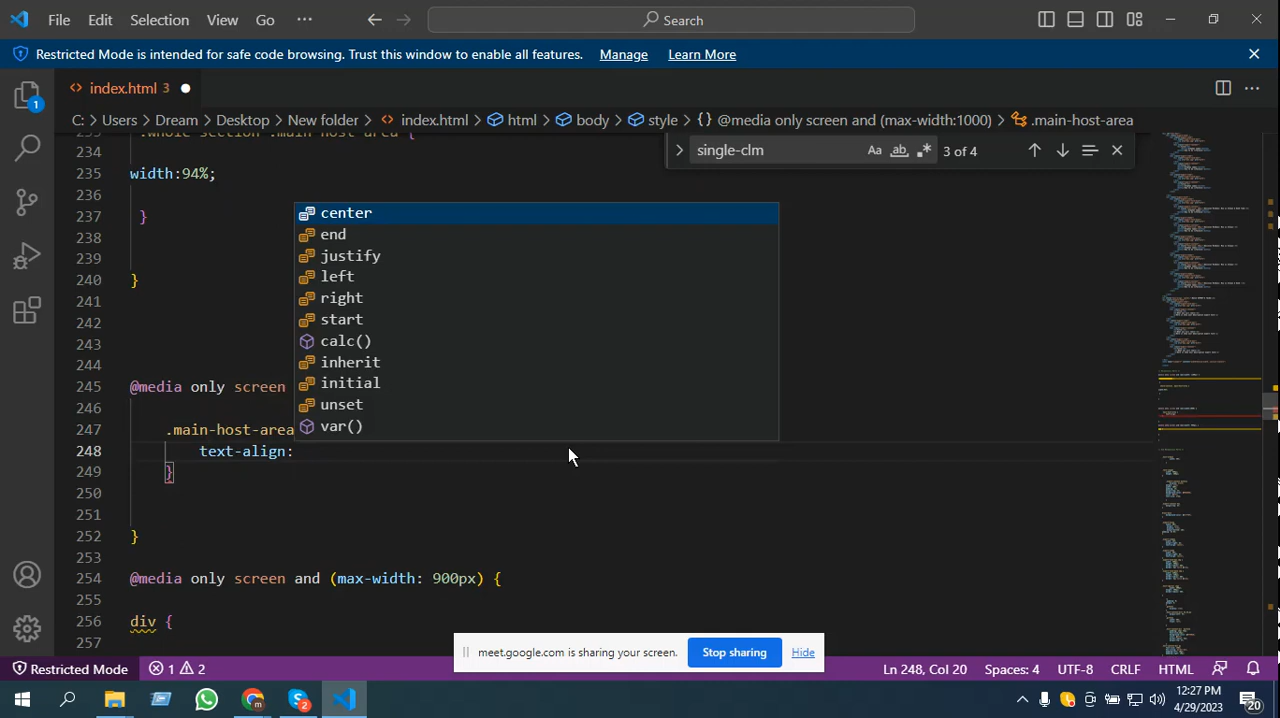 File Edit Selection View Go ··· Search
Restricted Mode is intended for safe code browsing. Trust this window to enable all features. Manage Learn More
index.html 3
C: > Users > Dream > Desktop > New folder > index.html > html > body > style > {} @media only screen and (max-width:1000) > .main-host-area
single-clm Aa ab .* 3 of 4
.whole-section .main-host-area {
234
235 width:94%;
236
237 }
238
239
240 }
241
242
243
244
245 @media only screen
246
247 .main-host-area
248 text-align:
249 }
250
251
252 }
253
254 @media only screen and (max-width: 900px) {
255
256 div {
257
center
end
justify
left
right
start
calc()
inherit
initial
unset
var()
1
meet.google.com is sharing your screen. Stop sharing Hide
Restricted Mode 1 2 Ln 248, Col 20 Spaces: 4 UTF-8 CRLF HTML
12:27 PM
4/29/2023
20